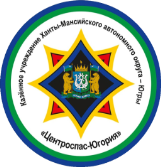 Казённое учреждение Ханты-Мансийского автономного округа – Югры
«Центроспас-Югория»